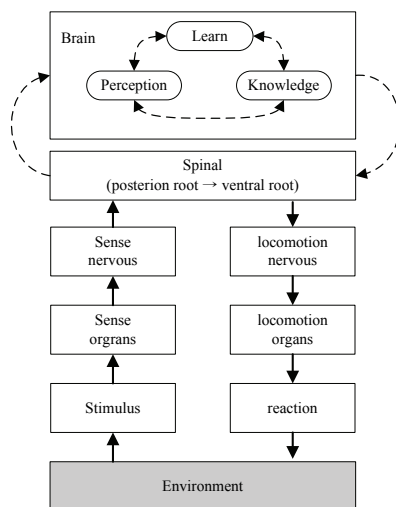 Brain
Learn
Perception
Knowledge
Spinal
(posterion root → ventral root)
Sense
nervous
locomotion
nervous
Sense
orgrans
locomotion
organs
Stimulus
reaction
Environment